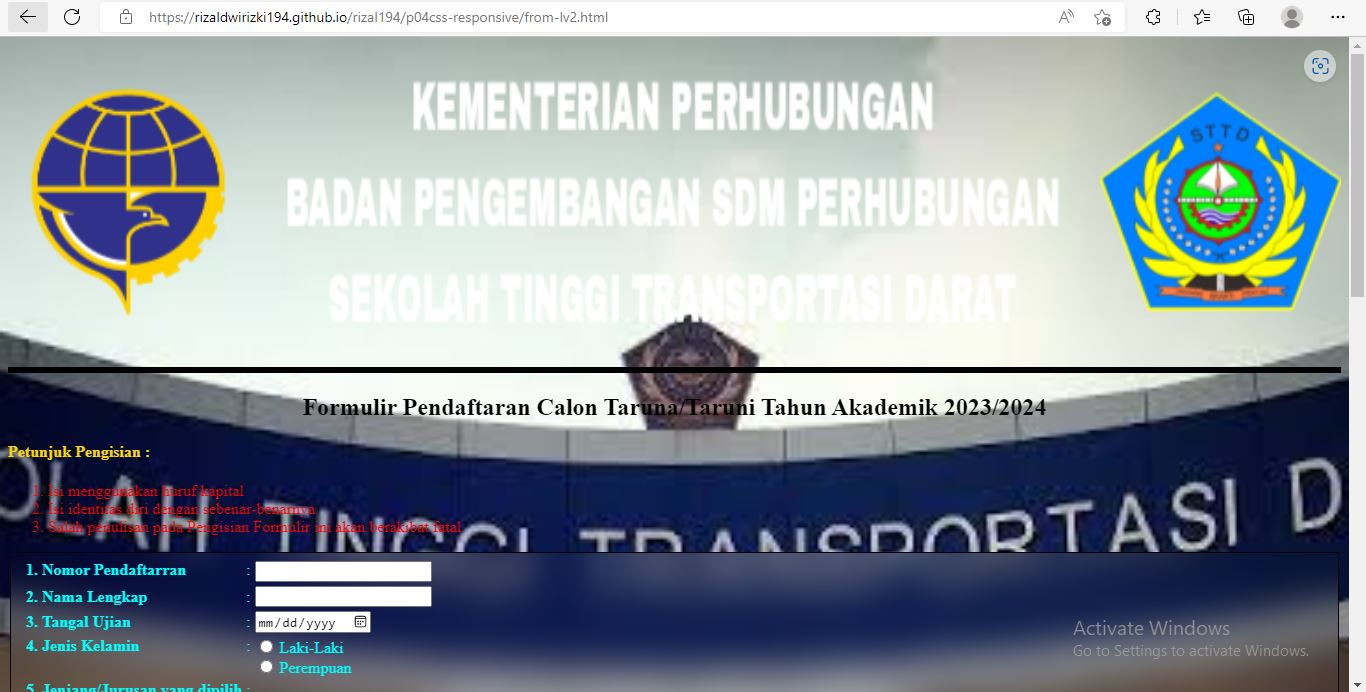 https://rizaldwirizki194.github.io/rizal194/p04css-responsive/from-lv2.html
KEMENTERIAN PERHUBUNGAN
BADAN PENGEMBANGAN SDM PERHUBUNGAN
SEKOLAH TINGGI TRANSPORTASI DARAT
STTD
Formulir Pendaftaran Calon Taruna/Taruni Tahun Akademik 2023/2024
Petunjuk Pengisian :
1. Isi menggunakan huruf kapital
2. Isi identitas diri dengan sebenar-benarnya
3. Salah penulisan pada Pengisian Formulir ini akan berakibat fatal
OLAH TINGGI TRANSPORTASI D
1. Nomor Pendaftarran :
2. Nama Lengkap :
3. Tangal Ujian : mm/dd/yyyy
4. Jenis Kelamin : Laki-Laki
Perempuan
5. Jenjang/Jurusan yang dipilih :
Activate Windows
Go to Settings to activate Windows.